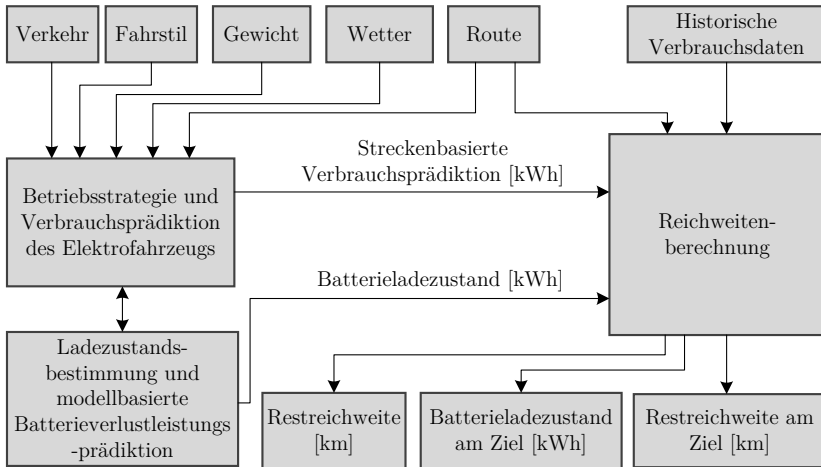 Verkehr
Fahrstil
Gewicht
Wetter
Route
Historische
Verbrauchsdaten
Streckenbasierte
Verbrauchsprädiktion [kWh]
Betriebsstrategie und
Verbrauchsprädiktion
des Elektrofahrzeugs
Reichweiten-
berechnung
Batterieladezustand [kWh]
Ladezustands-
bestimmung und
modellbasierte
Batterieverlustleistungs
-prädiktion
Restreichweite
[km]
Batterieladezustand
am Ziel [kWh]
Restreichweite am
Ziel [km]